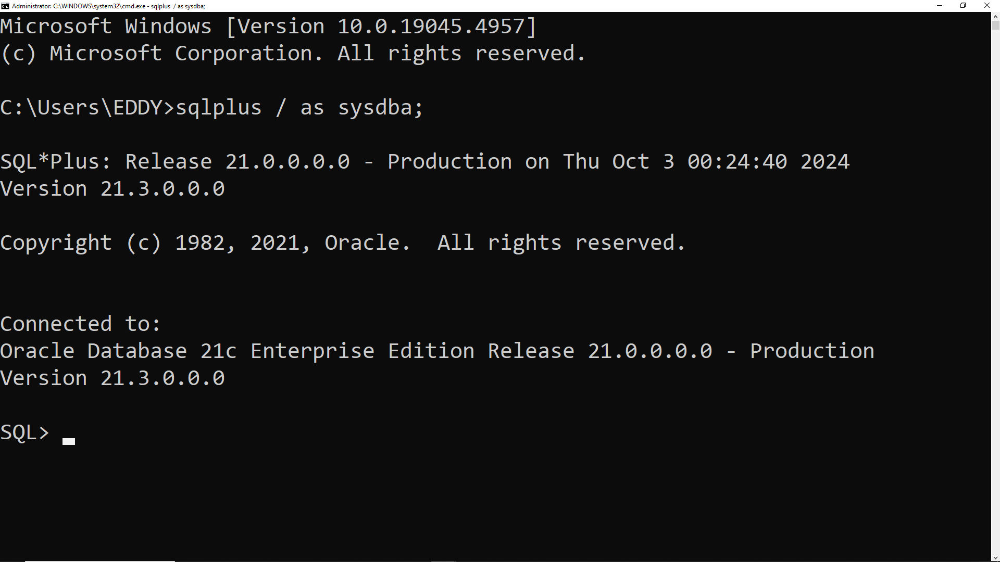 Administrator: C:\WINDOWS\system32\cmd.exe - sqlplus  / as sysdba;
Microsoft Windows [Version 10.0.19045.4957]
(c) Microsoft Corporation. All rights reserved.
C:\Users\EDDY>sqlplus / as sysdba;
SQL*Plus: Release 21.0.0.0.0 - Production on Thu Oct 3 00:24:40 2024
Version 21.3.0.0.0
Copyright (c) 1982, 2021, Oracle.  All rights reserved.
Connected to:
Oracle Database 21c Enterprise Edition Release 21.0.0.0.0 - Production
Version 21.3.0.0.0
SQL>